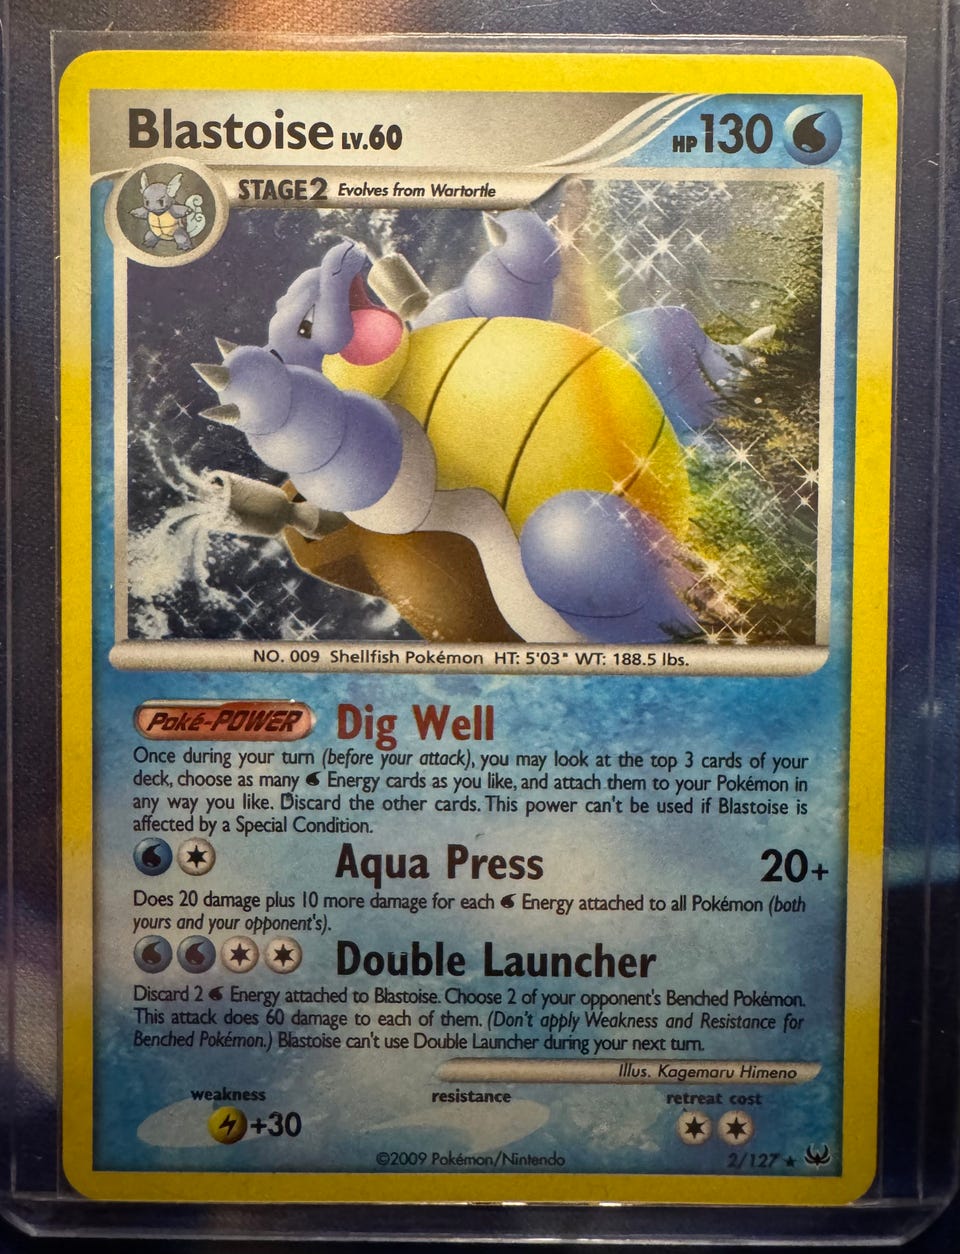 Blastoise LV.60 HP 130
STAGE2 Evolves from Wartortle
NO. 009 Shellfish Pokémon HT: 5'03" WT: 188.5 lbs.
Poké-POWER Dig Well
Once during your turn (before your attack), you may look at the top 3 cards of your
deck, choose as many Energy cards as you like, and attach them to your Pokémon in
any way you like. Discard the other cards. This power can't be used if Blastoise is
affected by a Special Condition.
Aqua Press 20+
Does 20 damage plus 10 more damage for each Energy attached to all Pokémon (both
yours and your opponent's).
Double Launcher
Discard 2 Energy attached to Blastoise. Choose 2 of your opponent's Benched Pokémon.
This attack does 60 damage to each of them. (Don't apply Weakness and Resistance for
Benched Pokémon.) Blastoise can't use Double Launcher during your next turn.
Illus. Kagemaru Himeno
weakness resistance retreat cost
+30
©2009 Pokémon/Nintendo 2/127 ★